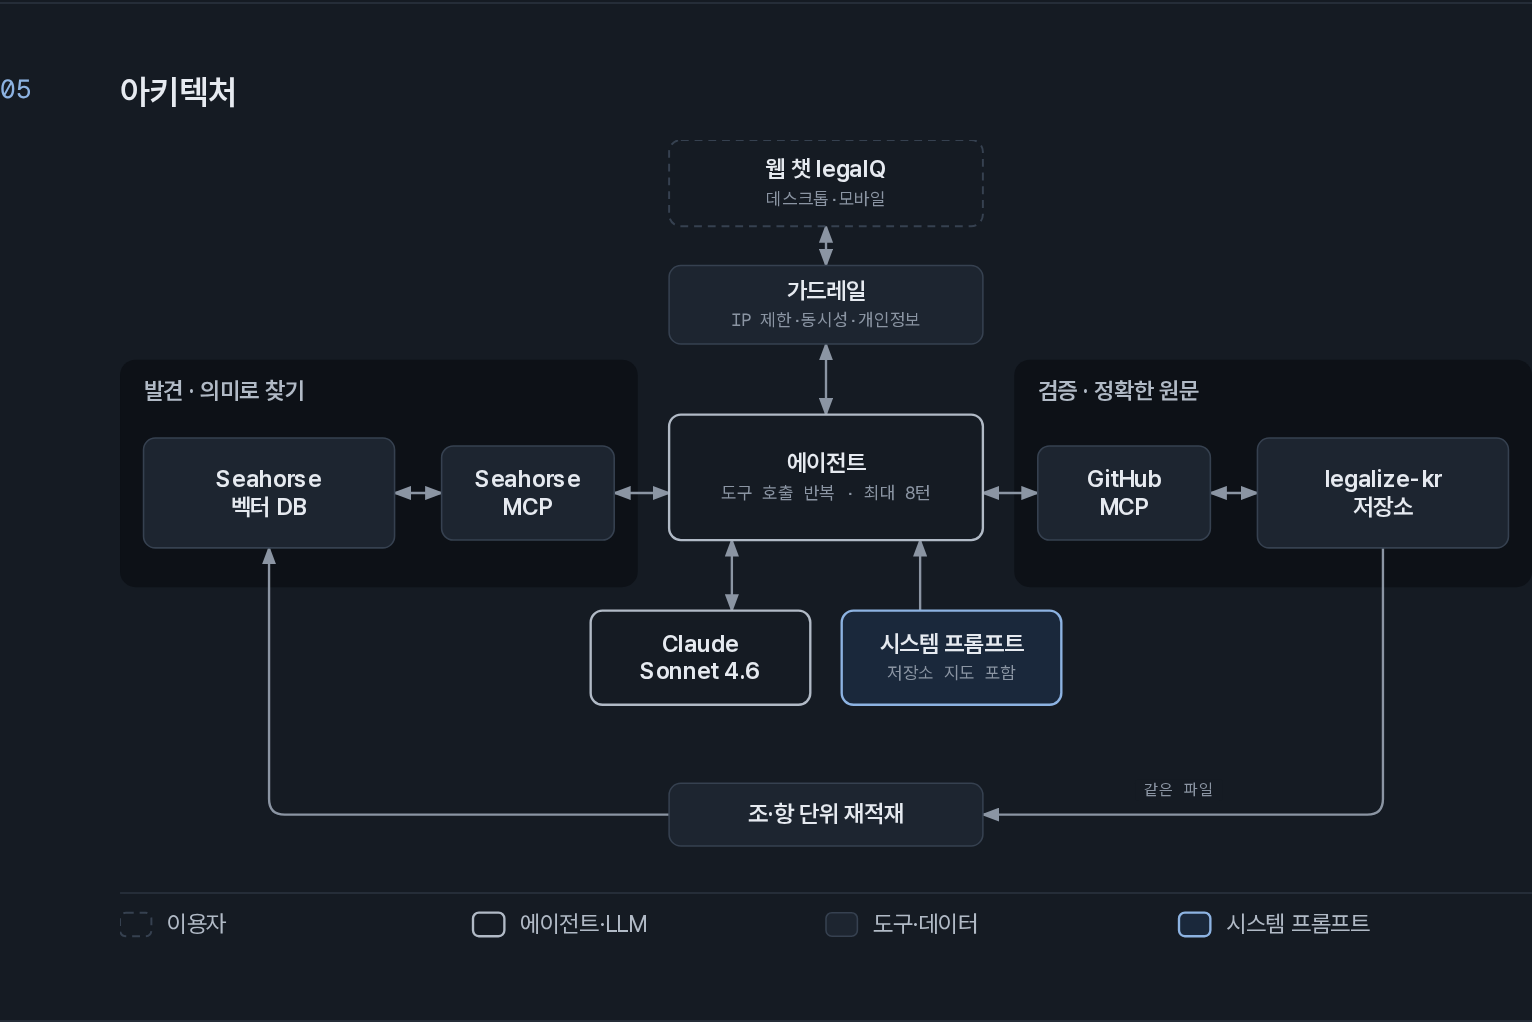 05
아키텍처
웹 챗 legalQ
데스크톱·모바일
가드레일
IP 제한·동시성·개인정보
발견 · 의미로 찾기
Seahorse
벡터 DB
Seahorse
MCP
에이전트
도구 호출 반복 · 최대 8턴
검증 · 정확한 원문
GitHub
MCP
legalize-kr
저장소
Claude
Sonnet 4.6
시스템 프롬프트
저장소 지도 포함
같은 파일
조·항 단위 재적재
이용자
에이전트·LLM
도구·데이터
시스템 프롬프트